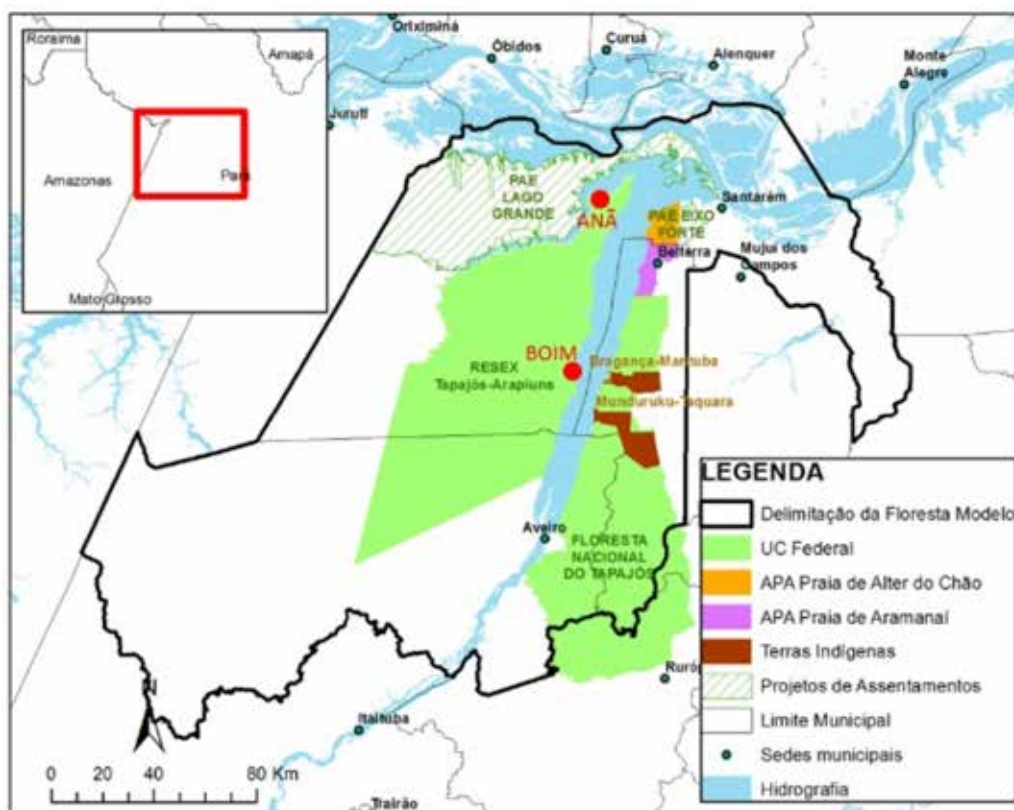 Roraima
Amapá
Amazonas
Pará
Mato Grosso
Oriximiná
Óbidos
Curuá
Alenquer
Monte
Alegre
Juruti
PAE
LAGO
GRANDE
ANÃ
Santarém
PAE EIXO
FORTE
Belterra
Mujuí dos
Campos
BOIM
RESEX
Tapajós-Arapiuns
Bragança-Marituba
Munduruku-Taquara
Aveiro
FLORESTA
NACIONAL
DO TAPAJÓS
Ruróp
Itaituba
Trairão
N
0 20 40 80 Km
LEGENDA
Delimitação da Floresta Modelo
UC Federal
APA Praia de Alter do Chão
APA Praia de Aramanaí
Terras Indígenas
Projetos de Assentamentos
Limite Municipal
Sedes municipais
Hidrografia